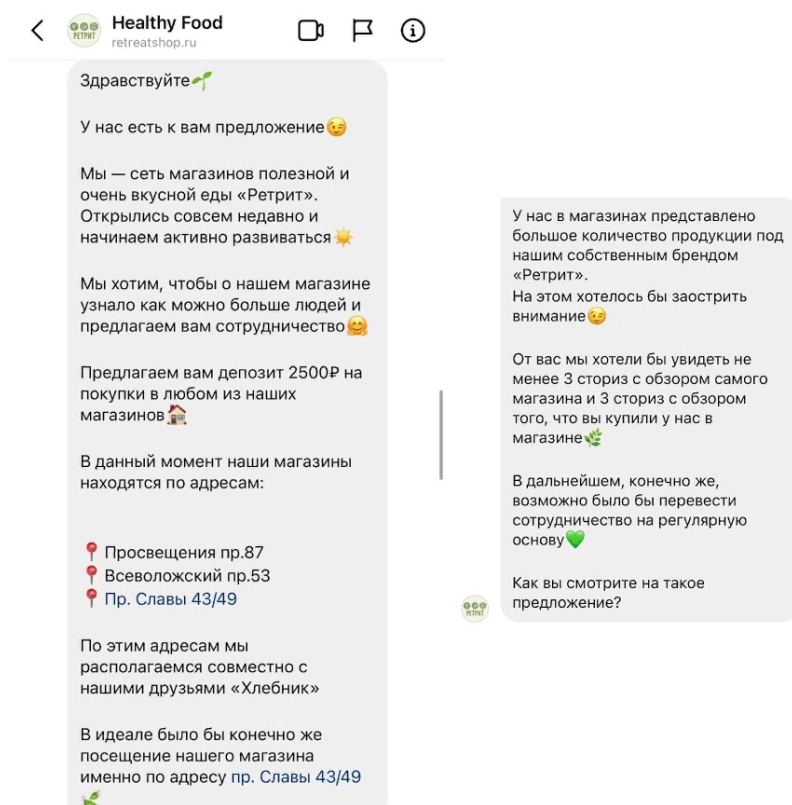 Healthy Food
retreatshop.ru
Здравствуйте🌱
У нас есть к вам предложение😉
Мы — сеть магазинов полезной и
очень вкусной еды «Ретрит».
Открылись совсем недавно и
начинаем активно развиваться☀️
Мы хотим, чтобы о нашем магазине
узнало как можно больше людей и
предлагаем вам сотрудничество🤗
Предлагаем вам депозит 2500₽ на
покупки в любом из наших
магазинов🏠
В данный момент наши магазины
находятся по адресам:
📍Просвещения пр.87
📍Всеволожский пр.53
📍Пр. Славы 43/49
По этим адресам мы
располагаемся совместно с
нашими друзьями «Хлебник»
В идеале было бы конечно же
посещение нашего магазина
именно по адресу пр. Славы 43/49
🌿
У нас в магазинах представлено
большое количество продукции под
нашим собственным брендом
«Ретрит».
На этом хотелось бы заострить
внимание😉
От вас мы хотели бы увидеть не
менее 3 сториз с обзором самого
магазина и 3 сториз с обзором
того, что вы купили у нас в
магазине🌿
В дальнейшем, конечно же,
возможно было бы перевести
сотрудничество на регулярную
основу💚
Как вы смотрите на такое
предложение?
РЕТРИТ
РЕТРИТ